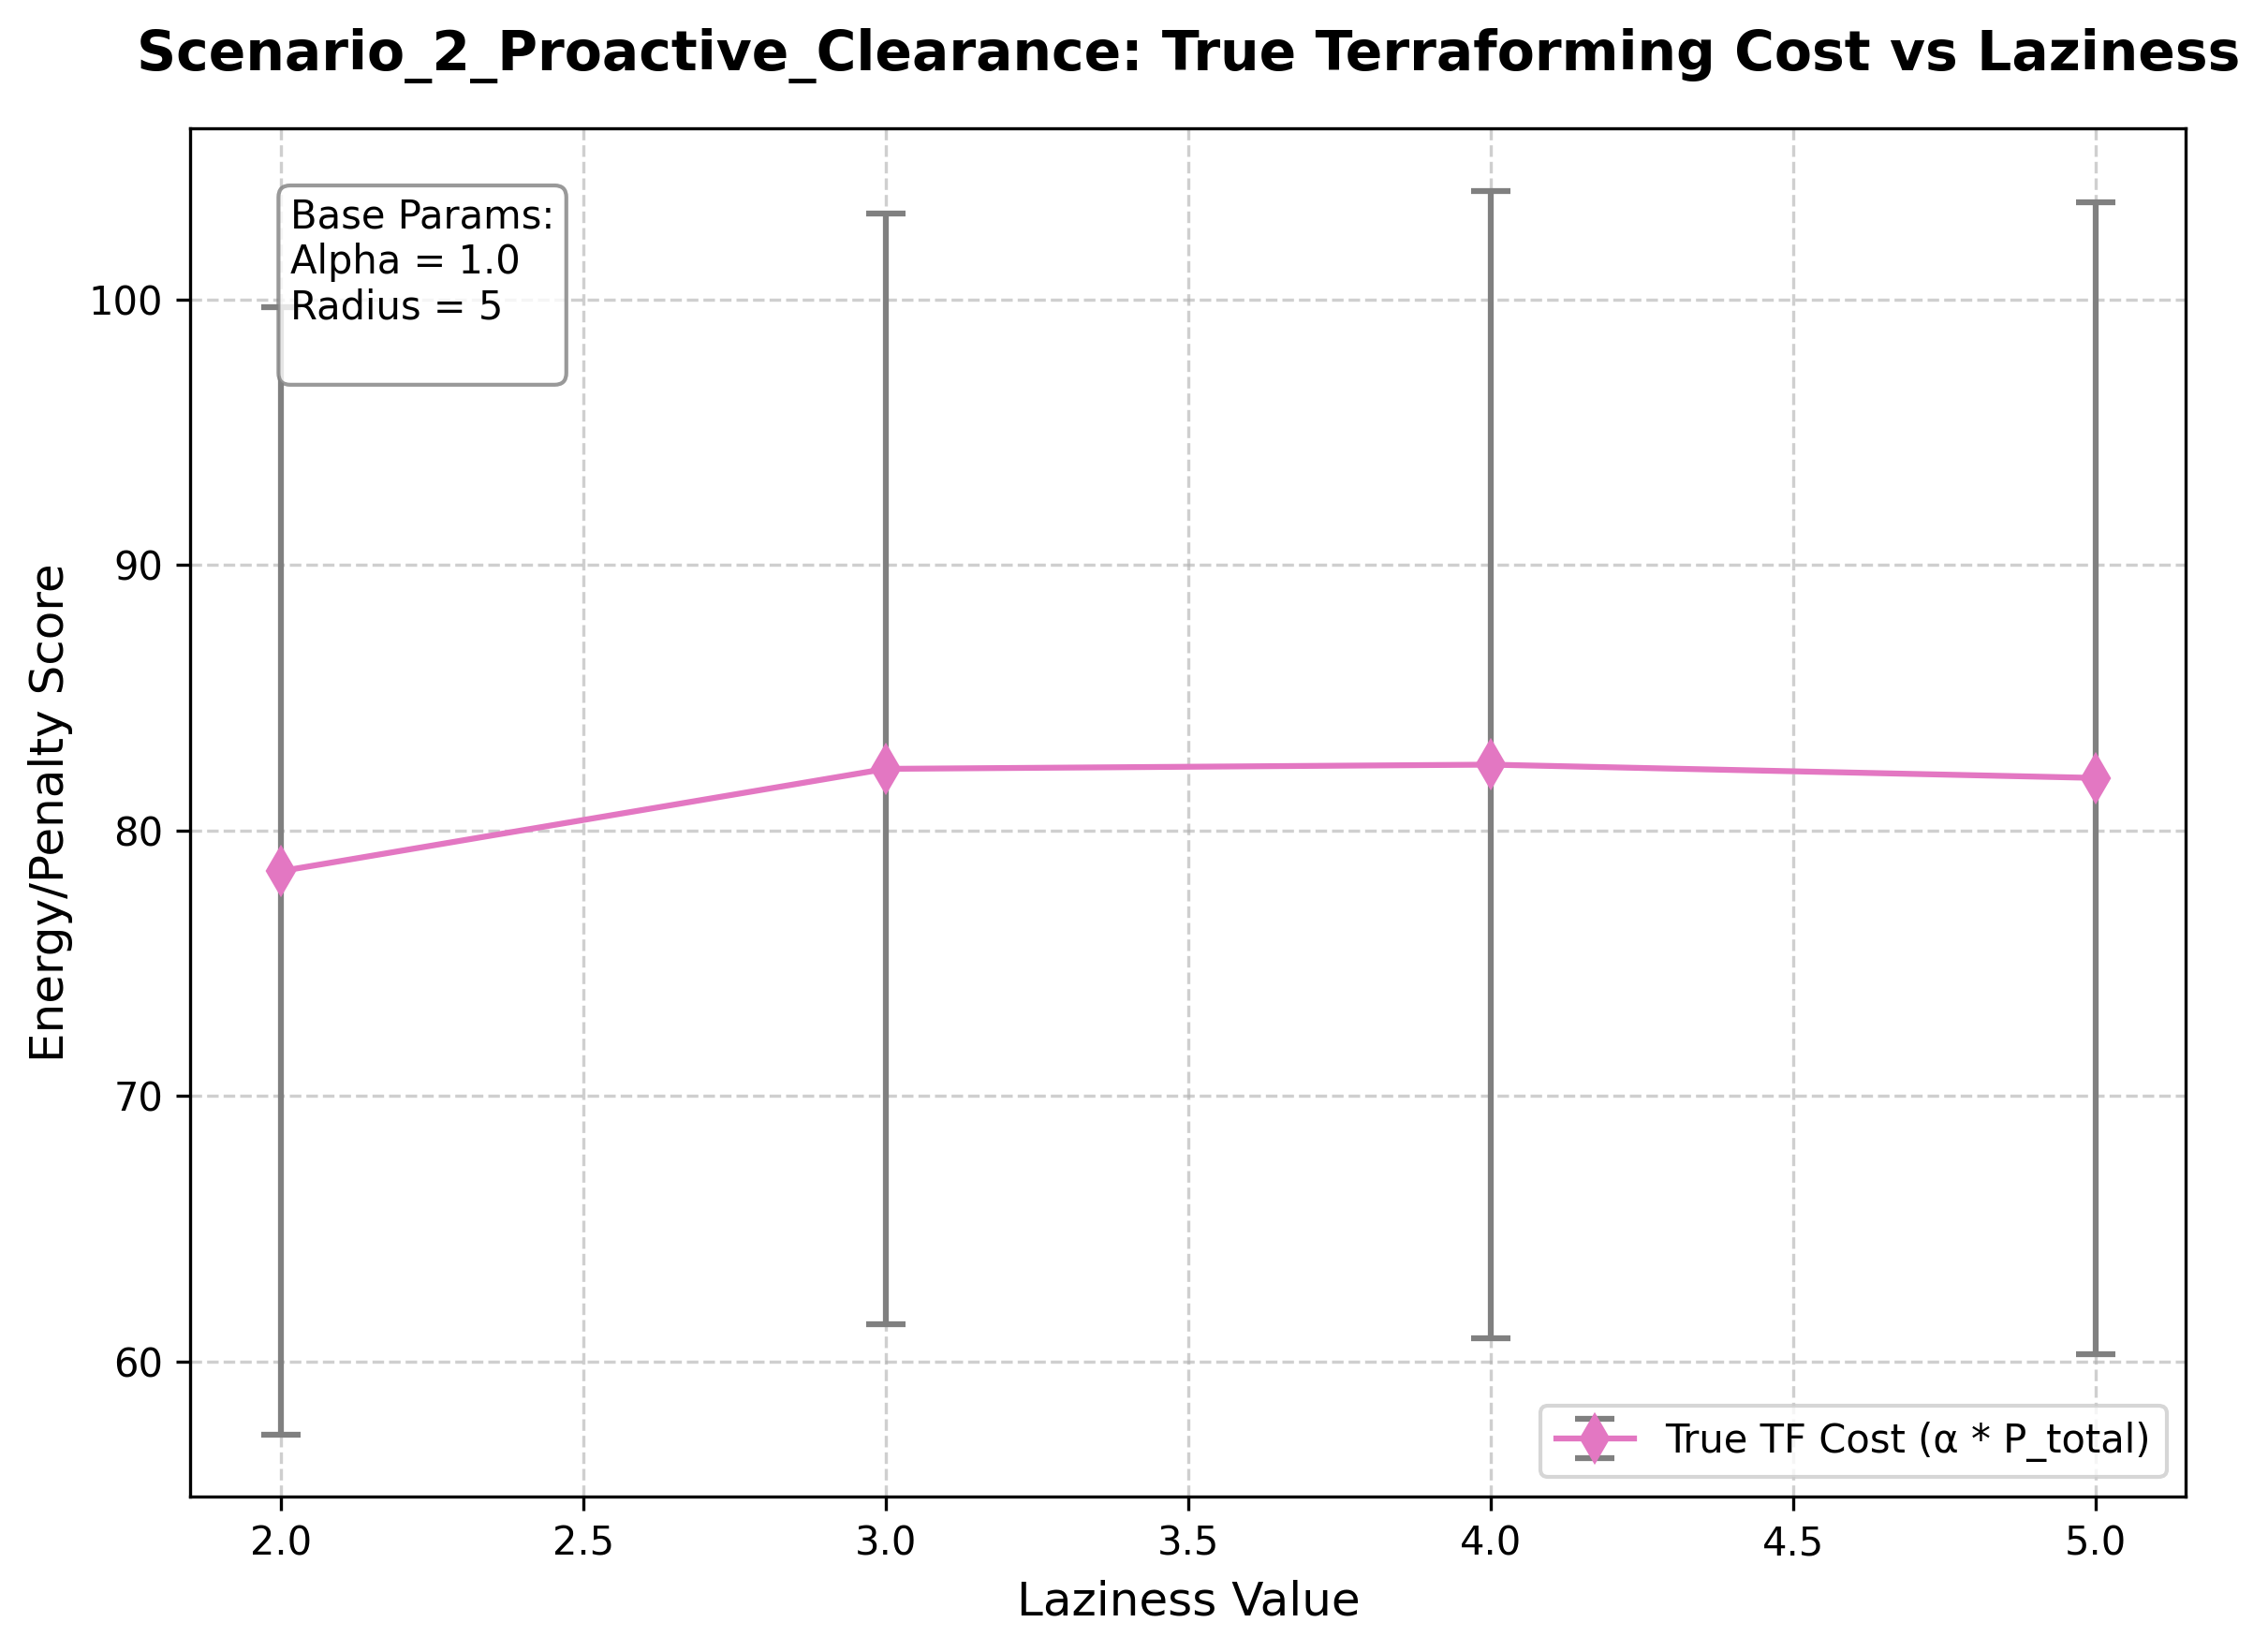 Scenario_2_Proactive_Clearance: True Terraforming Cost vs Laziness
Base Params:
Alpha = 1.0
Radius = 5
100
90
80
70
60
Energy/Penalty Score
True TF Cost (α * P_total)
2.0 2.5 3.0 3.5 4.0 4.5 5.0
Laziness Value